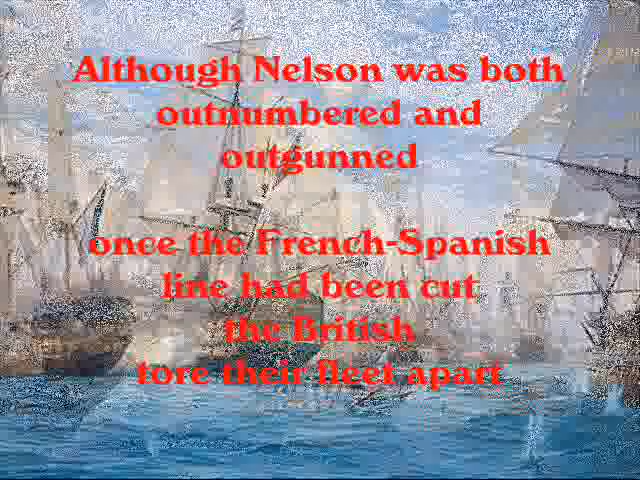 Although Nelson was both
outnumbered and
outgunned
once the French-Spanish
line had been cut
the British
tore their fleet apart